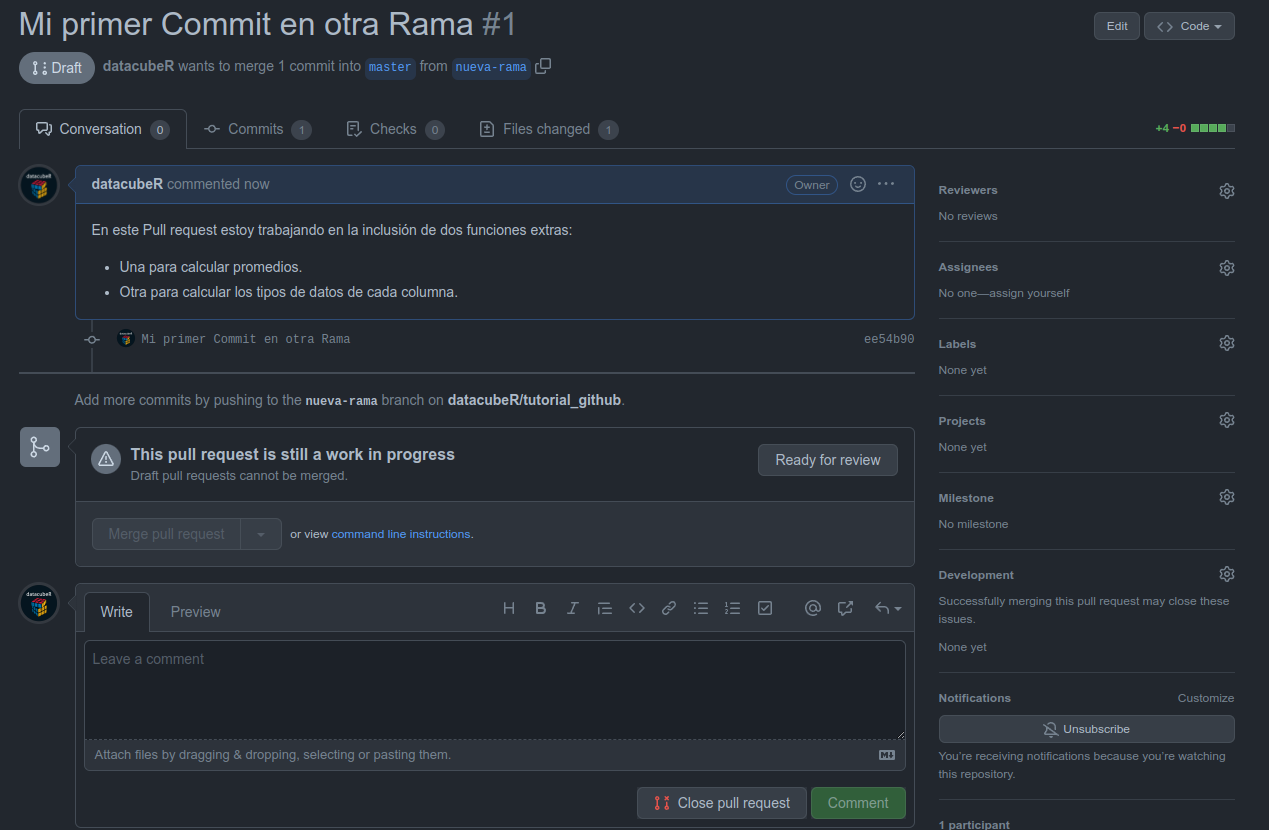 Mi primer Commit en otra Rama #1
Edit
Code
Draft
datacubeR wants to merge 1 commit into master from nueva-rama
Conversation 0
Commits 1
Checks 0
Files changed 1
+4 −0
datacubeR
datacubeR commented now
Owner
En este Pull request estoy trabajando en la inclusión de dos funciones extras:
• Una para calcular promedios.
• Otra para calcular los tipos de datos de cada columna.
Mi primer Commit en otra Rama
ee54b90
Add more commits by pushing to the nueva-rama branch on datacubeR/tutorial_github.
This pull request is still a work in progress
Draft pull requests cannot be merged.
Ready for review
Merge pull request
or view command line instructions.
datacubeR
Write
Preview
Leave a comment
Attach files by dragging & dropping, selecting or pasting them.
Close pull request
Comment
Reviewers
No reviews
Assignees
No one—assign yourself
Labels
None yet
Projects
None yet
Milestone
No milestone
Development
Successfully merging this pull request may close these
issues.
None yet
Notifications
Customize
Unsubscribe
You're receiving notifications because you're watching
this repository.
1 participant